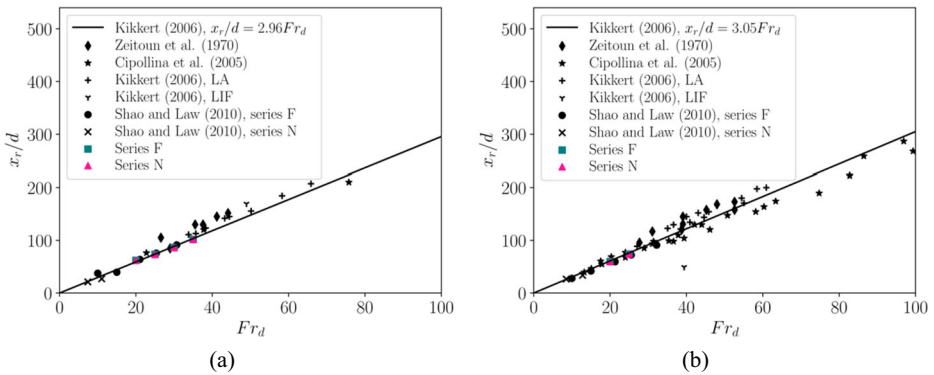 Kikkert (2006), x_r/d = 2.96Fr_d
Zeitoun et al. (1970)
Cipollina et al. (2005)
Kikkert (2006), LA
Kikkert (2006), LIF
Shao and Law (2010), series F
Shao and Law (2010), series N
Series F
Series N
500
400
300
200
100
0
x_r/d
0 20 40 60 80 100
Fr_d
(a)
Kikkert (2006), x_r/d = 3.05Fr_d
Zeitoun et al. (1970)
Cipollina et al. (2005)
Kikkert (2006), LA
Kikkert (2006), LIF
Shao and Law (2010), series F
Shao and Law (2010), series N
Series F
Series N
500
400
300
200
100
0
x_r/d
0 20 40 60 80 100
Fr_d
(b)